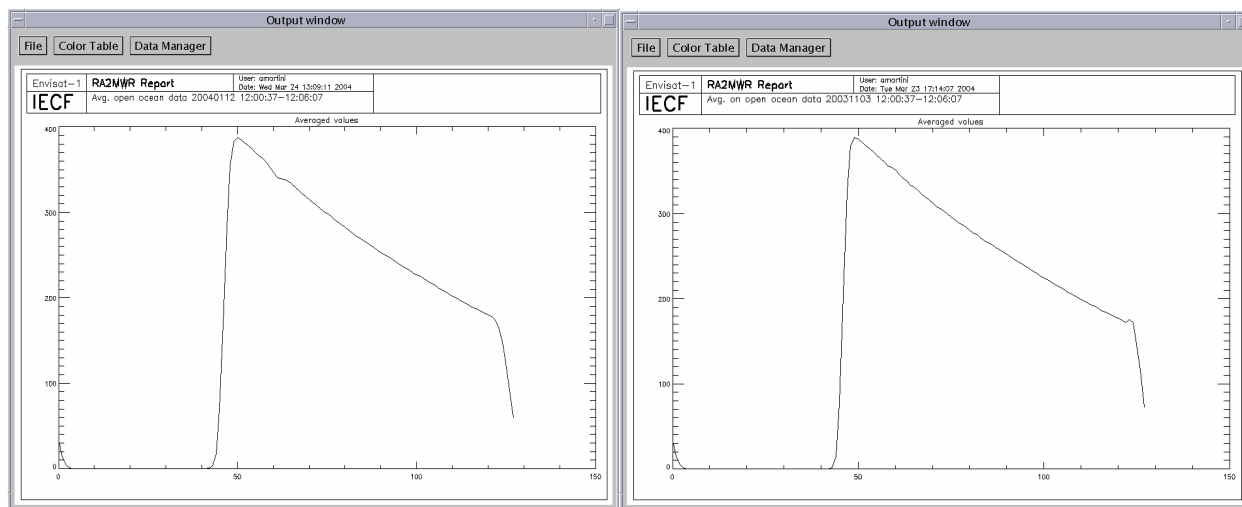 Output window
File Color Table Data Manager
Envisat-1 RA2MWR Report User: amartini
Date: Wed Mar 24 13:09:11 2004
IECF Avg. open ocean data 20040112 12:00:37-12:06:07
Averaged values
400
300
200
100
0
0 50 100 150
Output window
File Color Table Data Manager
Envisat-1 RA2MWR Report User: amartini
Date: Tue Mar 23 17:14:07 2004
IECF Avg. on open ocean data 20031103 12:00:37-12:06:07
Averaged values
400
300
200
100
0
0 50 100 150